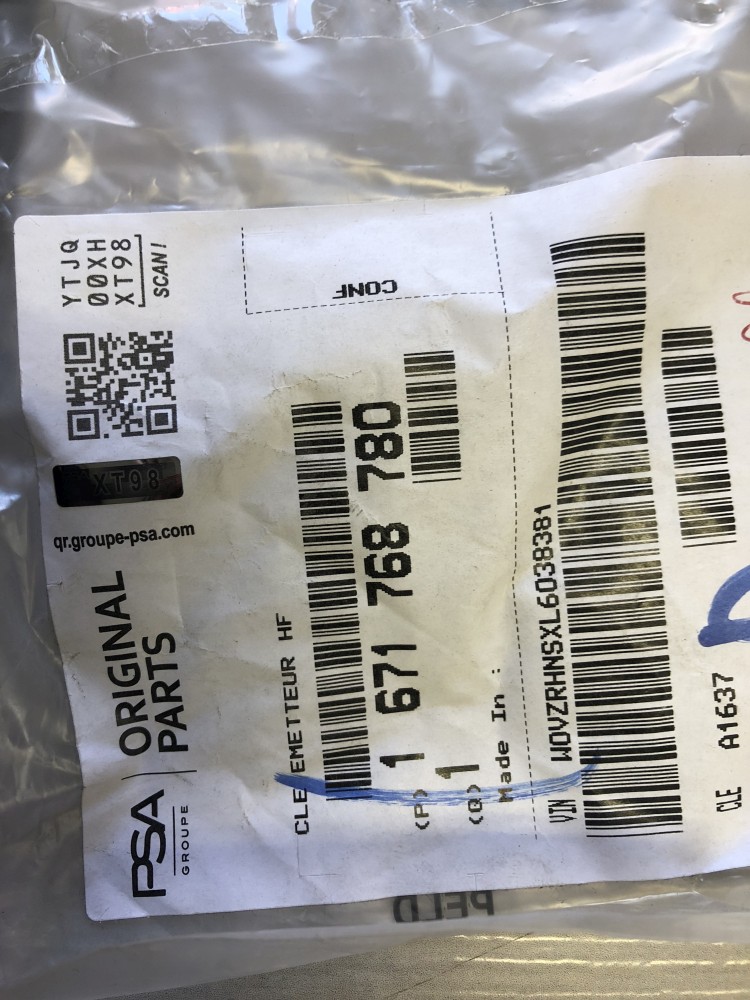 PSA
GROUPE
ORIGINAL
PARTS
qr.groupe-psa.com
XT98
YTJQ
00XH
XT98
SCAN!
CONF
CLE EMETTEUR HF
(P) 1 671 768 780
(Q) 1
Made In :
VIN W0VZRHNSXL6038381
CLE A1637